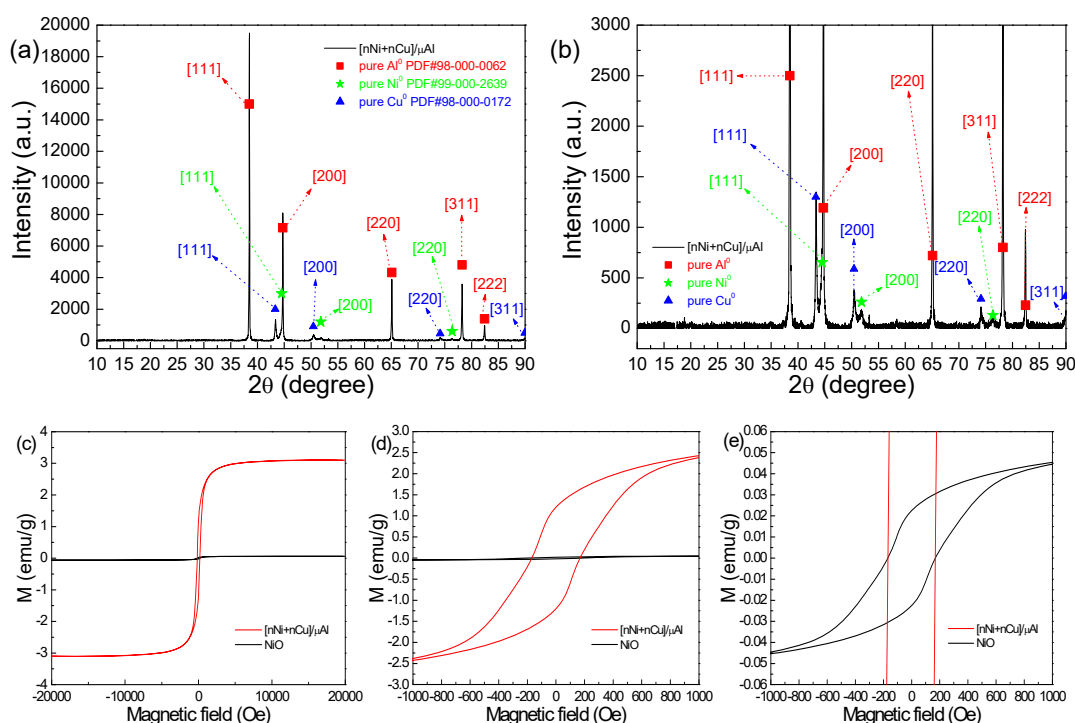 (a)
20000
18000
16000
14000
12000
10000
8000
6000
4000
2000
0
Intensity (a.u.)
[nNi+nCu]/μAl
pure Al⁰ PDF#98-000-0062
pure Ni⁰ PDF#99-000-2639
pure Cu⁰ PDF#98-000-0172
[111]
[111]
[200]
[111]
[200]
[200]
[220]
[220]
[220]
[311]
[222]
[311]
10 15 20 25 30 35 40 45 50 55 60 65 70 75 80 85 90
2θ (degree)
(b)
3000
2500
2000
1500
1000
500
0
Intensity (a.u.)
[111]
[111]
[111]
[200]
[200]
[200]
[220]
[311]
[220]
[220]
[222]
[311]
[nNi+nCu]/μAl
pure Al⁰
pure Ni⁰
pure Cu⁰
10 15 20 25 30 35 40 45 50 55 60 65 70 75 80 85 90
2θ (degree)
(c)
4
3
2
1
0
-1
-2
-3
-4
M (emu/g)
[nNi+nCu]/μAl
NiO
-20000 -10000 0 10000 20000
Magnetic field (Oe)
(d)
3.0
2.5
2.0
1.5
1.0
0.5
0.0
-0.5
-1.0
-1.5
-2.0
-2.5
-3.0
M (emu/g)
[nNi+nCu]/μAl
NiO
-1000 -800 -600 -400 -200 0 200 400 600 800 1000
Magnetic field (Oe)
(e)
0.06
0.05
0.04
0.03
0.02
0.01
0.00
-0.01
-0.02
-0.03
-0.04
-0.05
-0.06
M (emu/g)
[nNi+nCu]/μAl
NiO
-1000 -800 -600 -400 -200 0 200 400 600 800 1000
Magnetic field (Oe)